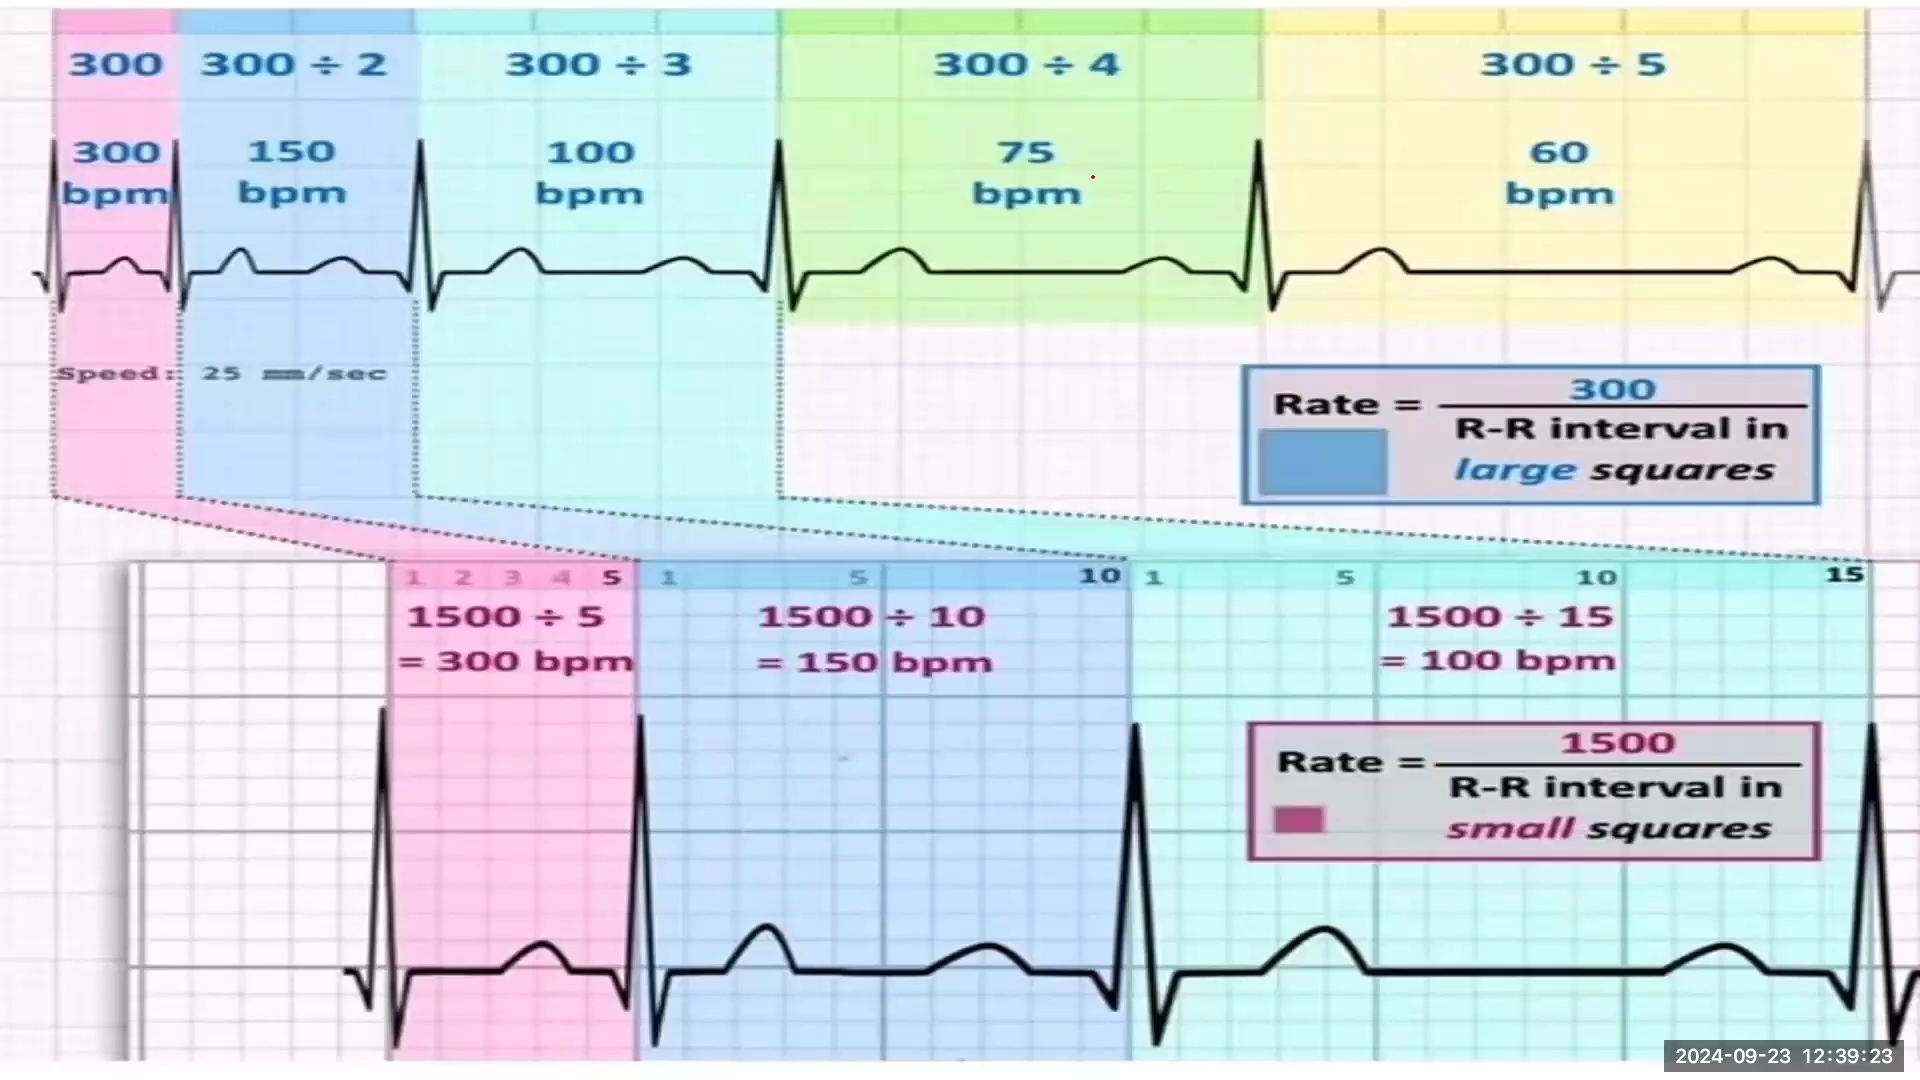 300 300 ÷ 2 300 ÷ 3 300 ÷ 4 300 ÷ 5
300 150 100 75 60
bpm bpm bpm bpm bpm
Speed: 25 mm/sec
Rate = 300
R-R interval in
large squares
1 2 3 4 5 1 5 10 1 5 10 15
1500 ÷ 5 1500 ÷ 10 1500 ÷ 15
= 300 bpm = 150 bpm = 100 bpm
Rate = 1500
R-R interval in
small squares
2024-09-23 12:39:23